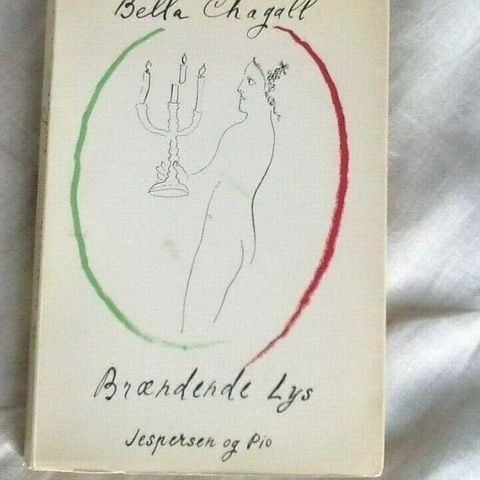 Bella Chagall
Brændende Lys
Jespersen og Pio